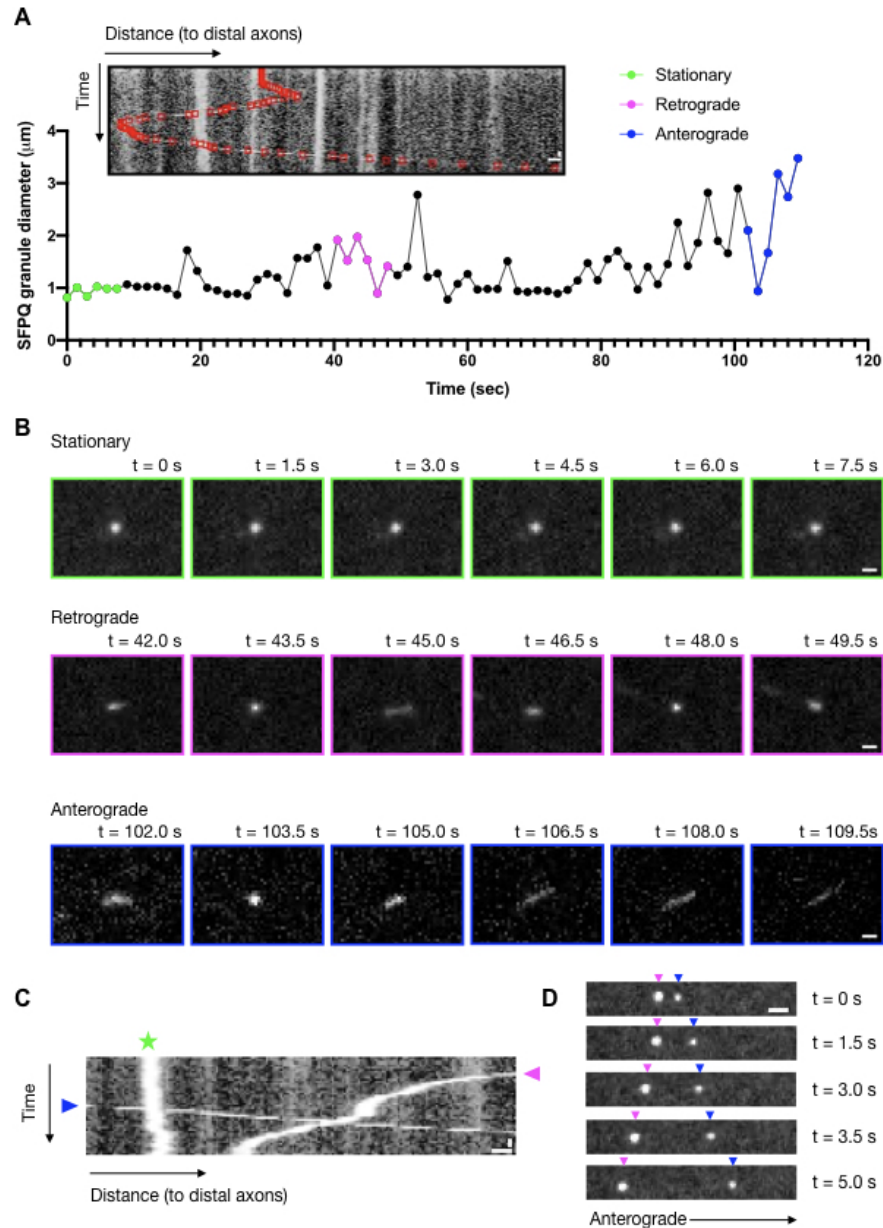 A
Distance (to distal axons)
Time
Stationary
Retrograde
Anterograde
SFPQ granule diameter (μm)
4
3
2
1
0
0 20 40 60 80 100 120
Time (sec)
B
Stationary
t = 0 s t = 1.5 s t = 3.0 s t = 4.5 s t = 6.0 s t = 7.5 s
Retrograde
t = 42.0 s t = 43.5 s t = 45.0 s t = 46.5 s t = 48.0 s t = 49.5 s
Anterograde
t = 102.0 s t = 103.5 s t = 105.0 s t = 106.5s t = 108.0 s t = 109.5s
C
Time
Distance (to distal axons)
D
t = 0 s
t = 1.5 s
t = 3.0 s
t = 3.5 s
t = 5.0 s
Anterograde